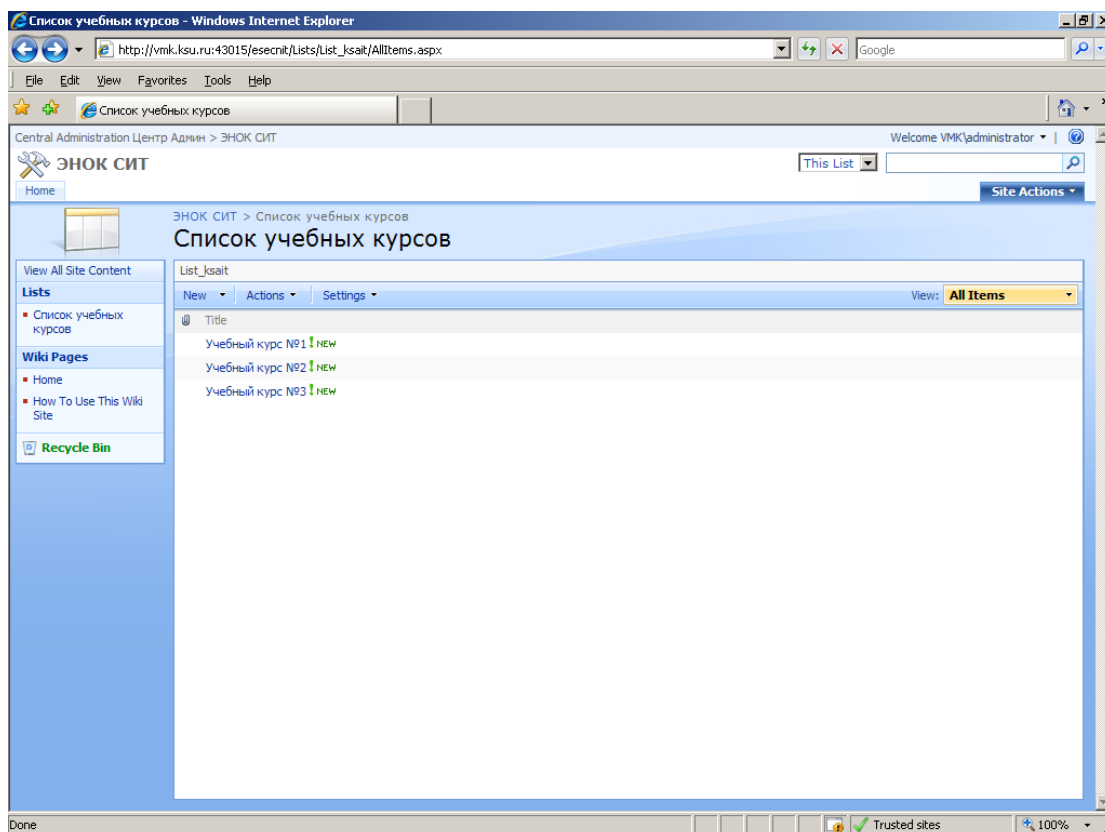 Список учебных курсов - Windows Internet Explorer
http://vmk.ksu.ru:43015/esecnit/Lists/List_ksait/AllItems.aspx
Google
File Edit View Favorites Tools Help
Список учебных курсов
Central Administration Центр Админ > ЭНОК СИТ
Welcome VMK\administrator
ЭНОК СИТ
This List
Home
Site Actions
ЭНОК СИТ > Список учебных курсов
Список учебных курсов
View All Site Content
Lists
Список учебных
курсов
Wiki Pages
Home
How To Use This Wiki
Site
Recycle Bin
List_ksait
New Actions Settings
View: All Items
Title
Учебный курс №1 ! NEW
Учебный курс №2 ! NEW
Учебный курс №3 ! NEW
Done
Trusted sites
100%